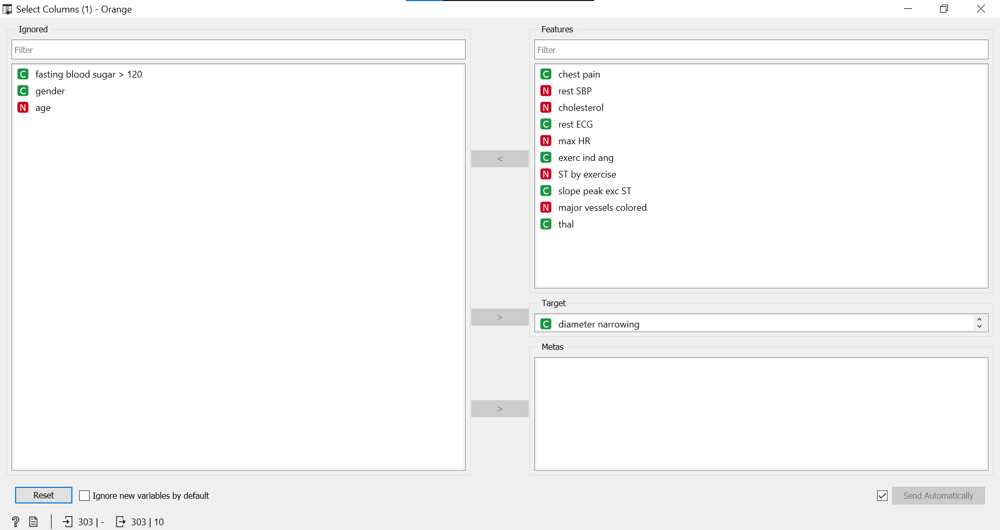 Select Columns (1) - Orange
Ignored
Filter
C fasting blood sugar > 120
C gender
N age
<
>
>
Features
Filter
C chest pain
N rest SBP
N cholesterol
C rest ECG
N max HR
C exerc ind ang
N ST by exercise
C slope peak exc ST
N major vessels colored
C thal
Target
C diameter narrowing
Metas
Reset
Ignore new variables by default
Send Automatically
? 303 | - 303 | 10